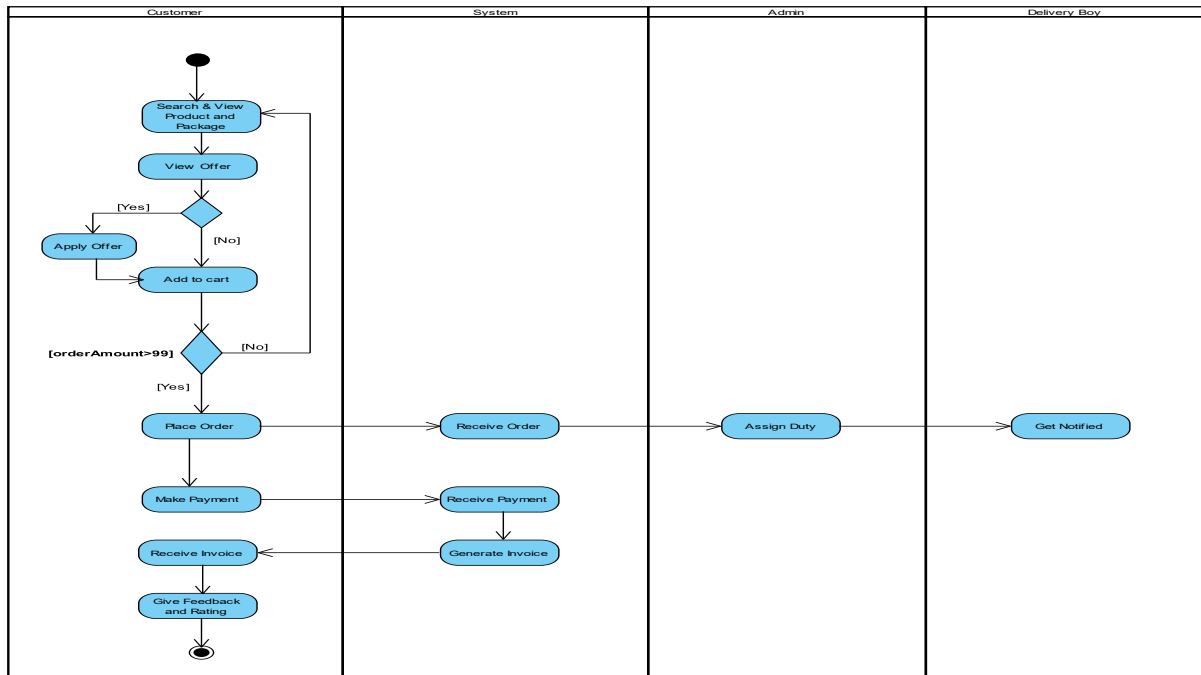 Customer
System
Admin
Delivery Boy
Search & View
Product and
Package
View Offer
[Yes]
[No]
Apply Offer
Add to cart
[orderAmount>99]
[No]
[Yes]
Place Order
Receive Order
Assign Duty
Get Notified
Make Payment
Receive Payment
Receive Invoice
Generate Invoice
Give Feedback
and Rating